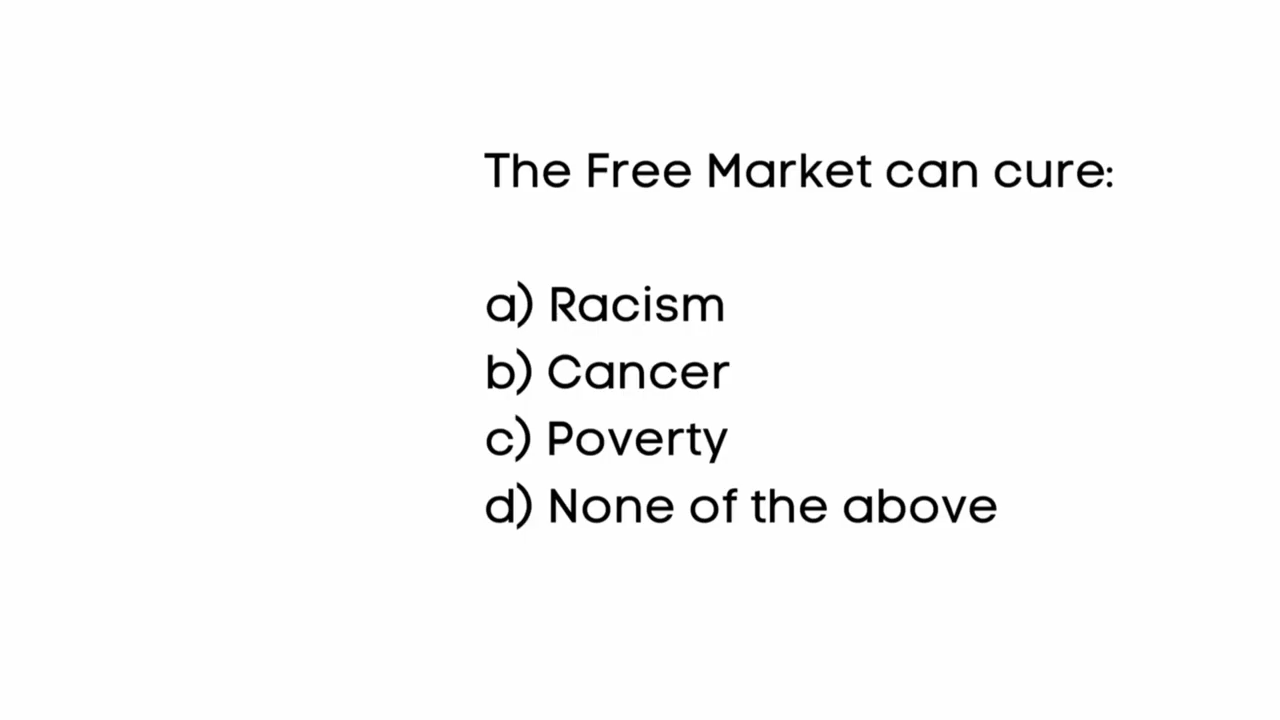 The Free Market can cure:
a) Racism
b) Cancer
c) Poverty
d) None of the above